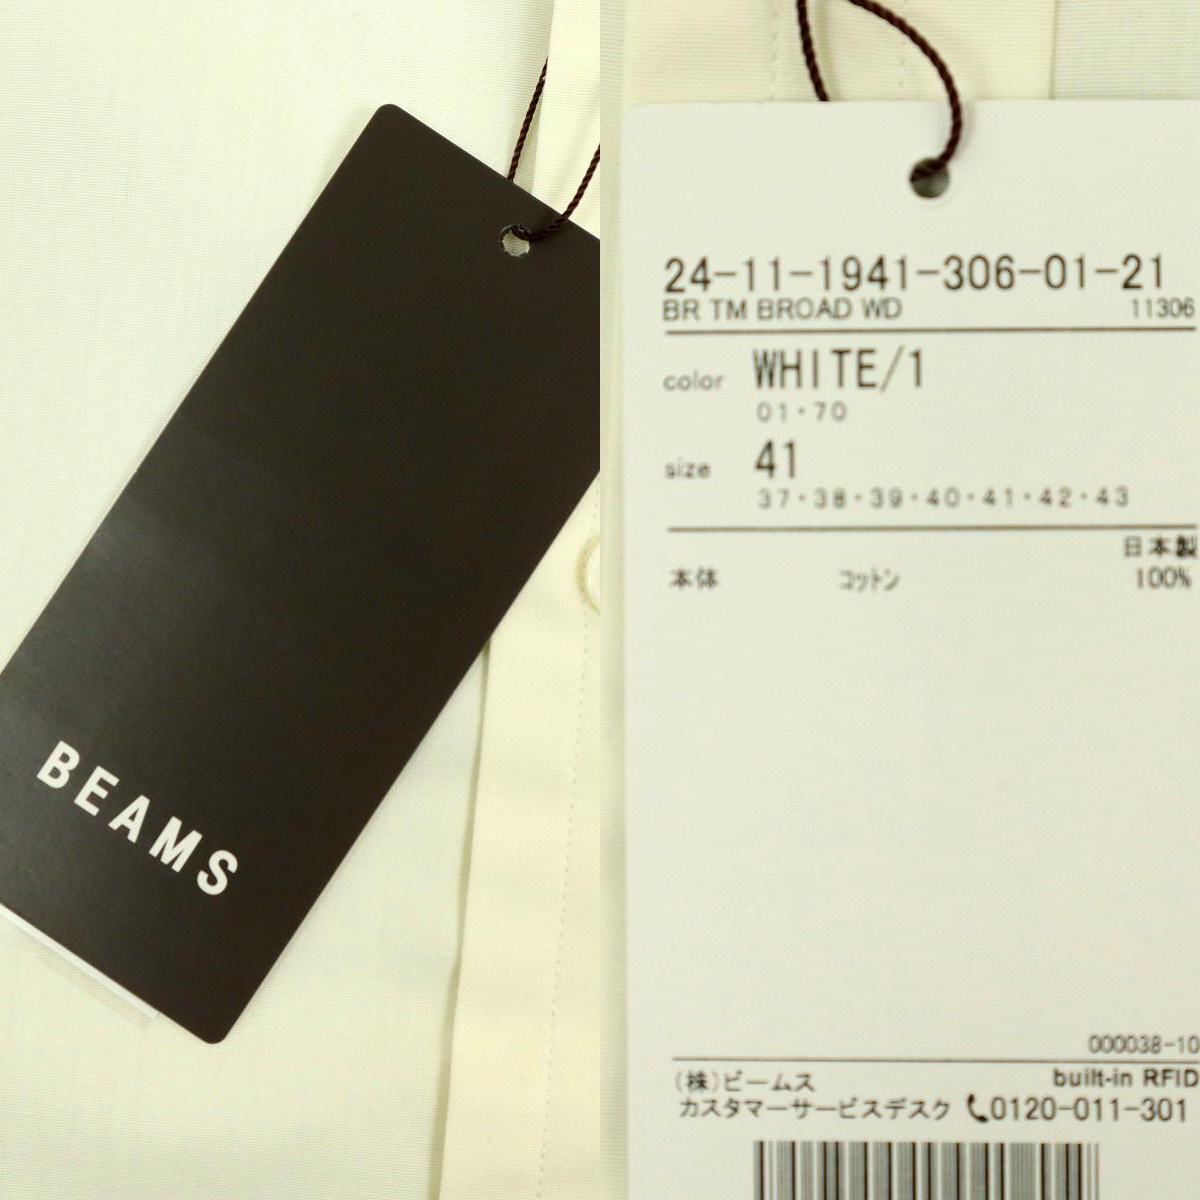 BEAMS
24-11-1941-306-01-21
BR TM BROAD WD 11306
color WHITE/1
01・70
size 41
37・38・39・40・41・42・43
日本製
本体 コットン 100%
000038-10
(株)ビームス built-in RFID
カスタマーサービスデスク 0120-011-301